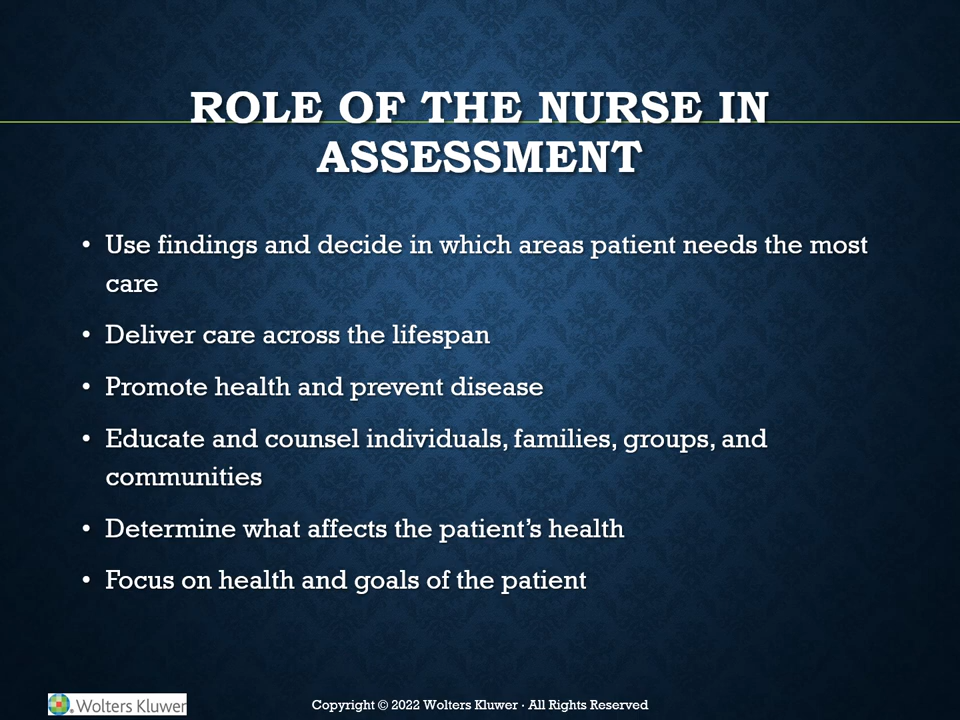 ROLE OF THE NURSE IN
ASSESSMENT
• Use findings and decide in which areas patient needs the most
care
• Deliver care across the lifespan
• Promote health and prevent disease
• Educate and counsel individuals, families, groups, and
communities
• Determine what affects the patient’s health
• Focus on health and goals of the patient
Wolters Kluwer
Copyright © 2022 Wolters Kluwer · All Rights Reserved